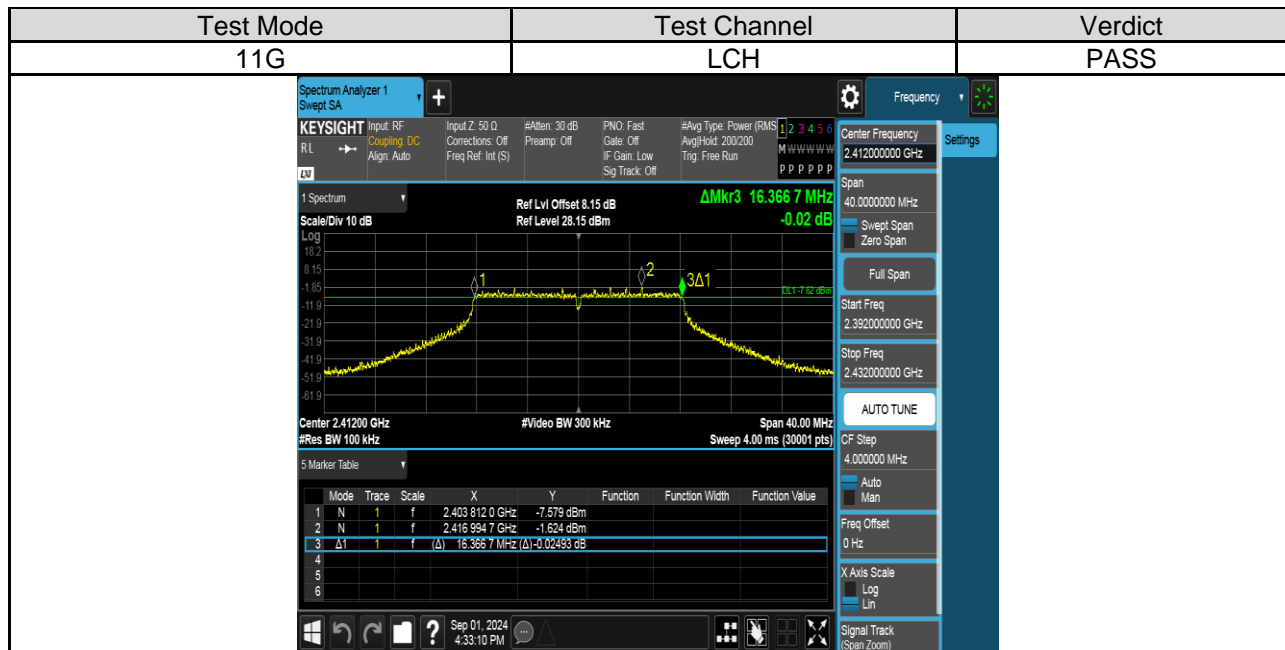 Test Mode Test Channel Verdict
11G LCH PASS
Spectrum Analyzer 1
Swept SA
+
Frequency
KEYSIGHT
RL
LXI
Input: RF
Coupling: DC
Align: Auto
Input Z: 50 Ω
Corrections: Off
Freq Ref: Int (S)
#Atten: 30 dB
Preamp: Off
PNO: Fast
Gate: Off
IF Gain: Low
Sig Track: Off
#Avg Type: Power (RMS
Avg|Hold: 200/200
Trig: Free Run
1 2 3 4 5 6
M W W W W W
P P P P P P
Center Frequency
2.412000000 GHz
Settings
1 Spectrum
Scale/Div 10 dB
Ref Lvl Offset 8.15 dB
Ref Level 28.15 dBm
ΔMkr3 16.366 7 MHz
-0.02 dB
Log
18.2
8.15
-1.85
-11.9
-21.9
-31.9
-41.9
-51.9
-61.9
1
2
3Δ1
DL1 -7.62 dBm
Center 2.41200 GHz
#Res BW 100 kHz
#Video BW 300 kHz
Span 40.00 MHz
Sweep 4.00 ms (30001 pts)
Span
40.0000000 MHz
Swept Span
Zero Span
Full Span
Start Freq
2.392000000 GHz
Stop Freq
2.432000000 GHz
AUTO TUNE
CF Step
4.000000 MHz
Auto
Man
Freq Offset
0 Hz
X Axis Scale
Log
Lin
Signal Track
(Span Zoom)
5 Marker Table
Mode Trace Scale X Y Function Function Width Function Value
1 N 1 f 2.403 812 0 GHz -7.579 dBm
2 N 1 f 2.416 994 7 GHz -1.624 dBm
3 Δ1 1 f (Δ) 16.366 7 MHz (Δ) -0.02493 dB
4
5
6
?
Sep 01, 2024
4:33:10 PM